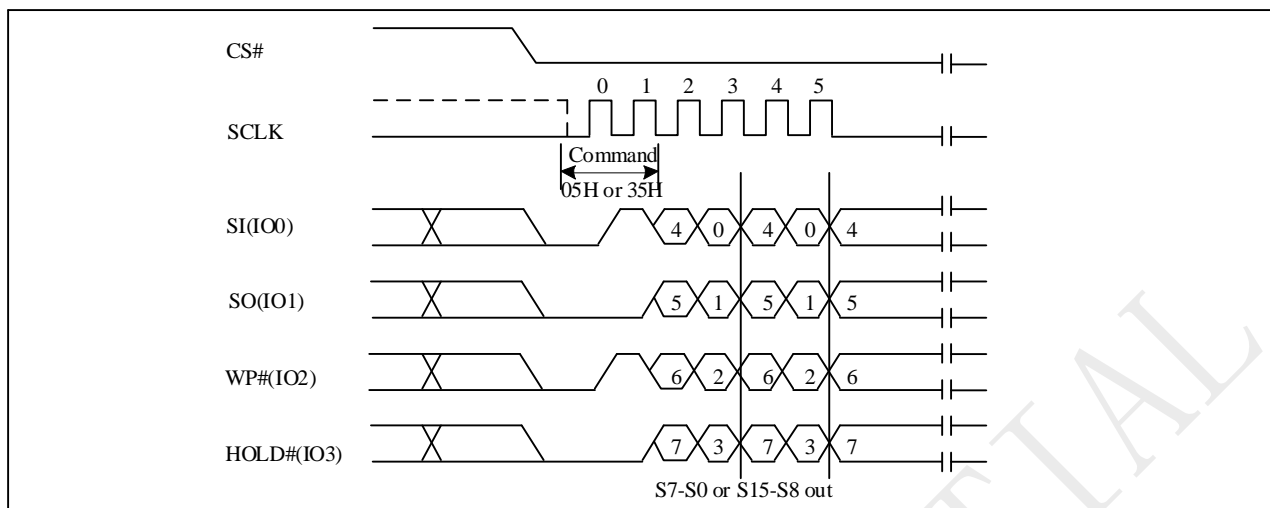 CS#
0 1 2 3 4 5
SCLK
Command
05H or 35H
SI(IO0) 4 0 4 0 4
SO(IO1) 5 1 5 1 5
WP#(IO2) 6 2 6 2 6
HOLD#(IO3) 7 3 7 3 7
S7-S0 or S15-S8 out
TIAL